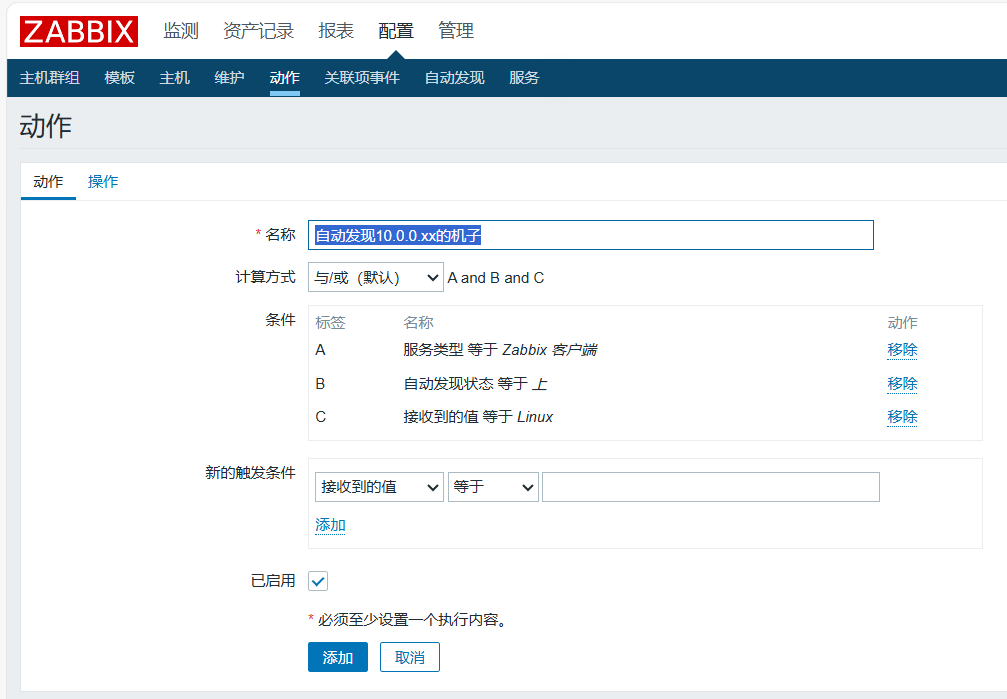 ZABBIX 监测 资产记录 报表 配置 管理
主机群组 模板 主机 维护 动作 关联项事件 自动发现 服务
动作
动作 操作
* 名称 自动发现10.0.0.xx的机子
计算方式 与/或（默认） A and B and C
条件 标签 名称 动作
A 服务类型 等于 Zabbix 客户端 移除
B 自动发现状态 等于 上 移除
C 接收到的值 等于 Linux 移除
新的触发条件 接收到的值 等于
添加
已启用
* 必须至少设置一个执行内容。
添加 取消